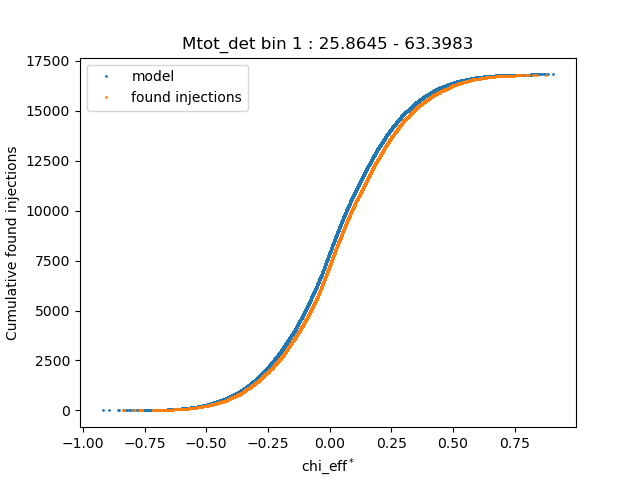 Mtot_det bin 1 : 25.8645 - 63.3983
model
found injections
Cumulative found injections
17500
15000
12500
10000
7500
5000
2500
0
−1.00 −0.75 −0.50 −0.25 0.00 0.25 0.50 0.75
chi_eff*